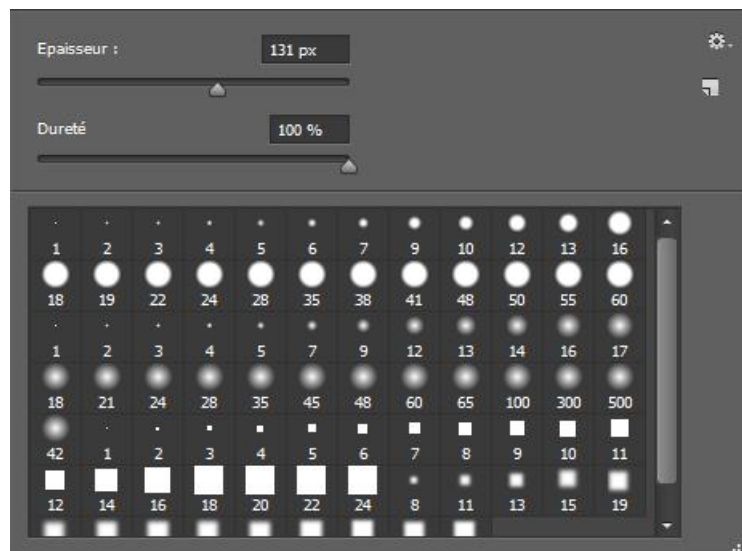 Epaisseur : 131 px
Dureté 100 %
1 2 3 4 5 6 7 9 10 12 13 16
18 19 22 24 28 35 38 41 48 50 55 60
1 2 3 4 5 7 9 12 13 14 16 17
18 21 24 28 35 45 48 60 65 100 300 500
42 1 2 3 4 5 6 7 8 9 10 11
12 14 16 18 20 22 24 8 11 13 15 19